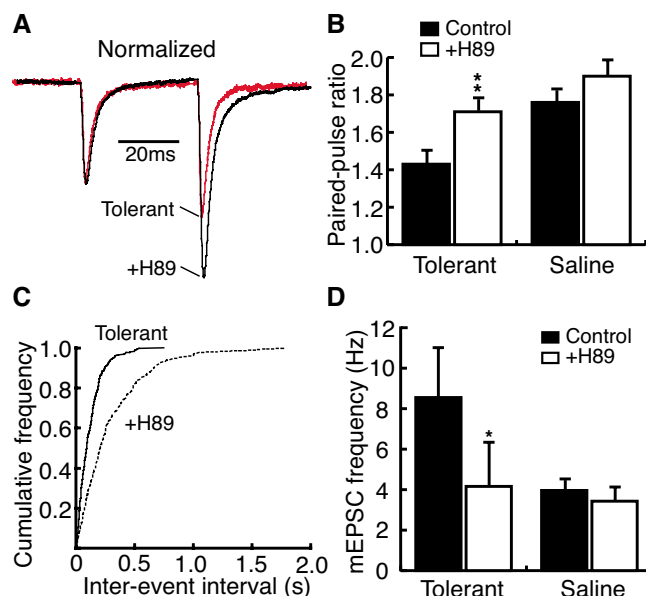 A
Normalized
20ms
Tolerant
+H89
B
Control
+H89
Paired-pulse ratio
2.0
1.8
1.6
1.4
1.2
1.0
**
Tolerant
Saline
C
Tolerant
+H89
Cumulative frequency
1.0
0.8
0.6
0.4
0.2
0
0.5
1.0
1.5
2.0
Inter-event interval (s)
D
Control
+H89
mEPSC frequency (Hz)
12
8
6
4
2
0
*
Tolerant
Saline